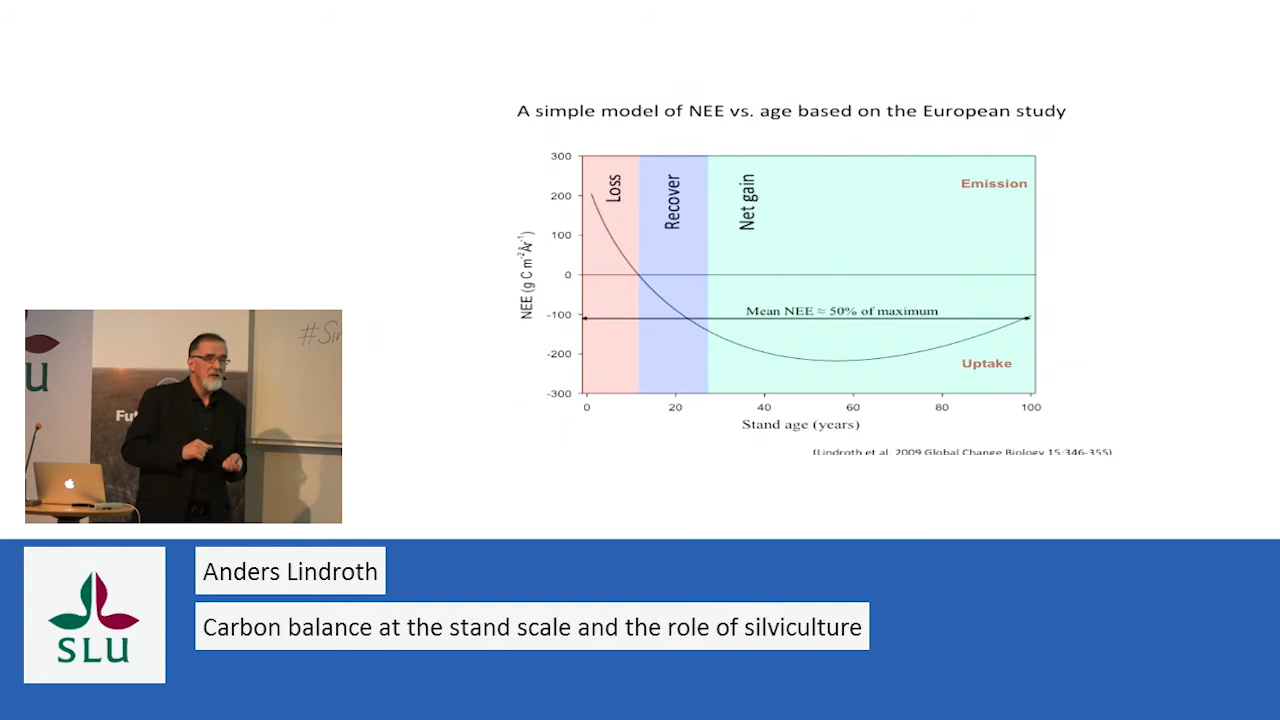 A simple model of NEE vs. age based on the European study
300
200
100
0
-100
-200
-300
NEE (g C m-2År-1)
Loss
Recover
Net gain
Emission
Mean NEE ≈ 50% of maximum
Uptake
0 20 40 60 80 100
Stand age (years)
(Lindroth et al. 2009 Global Change Biology 15:346-355)
U
Fu
#Si
Anders Lindroth
SLU
Carbon balance at the stand scale and the role of silviculture